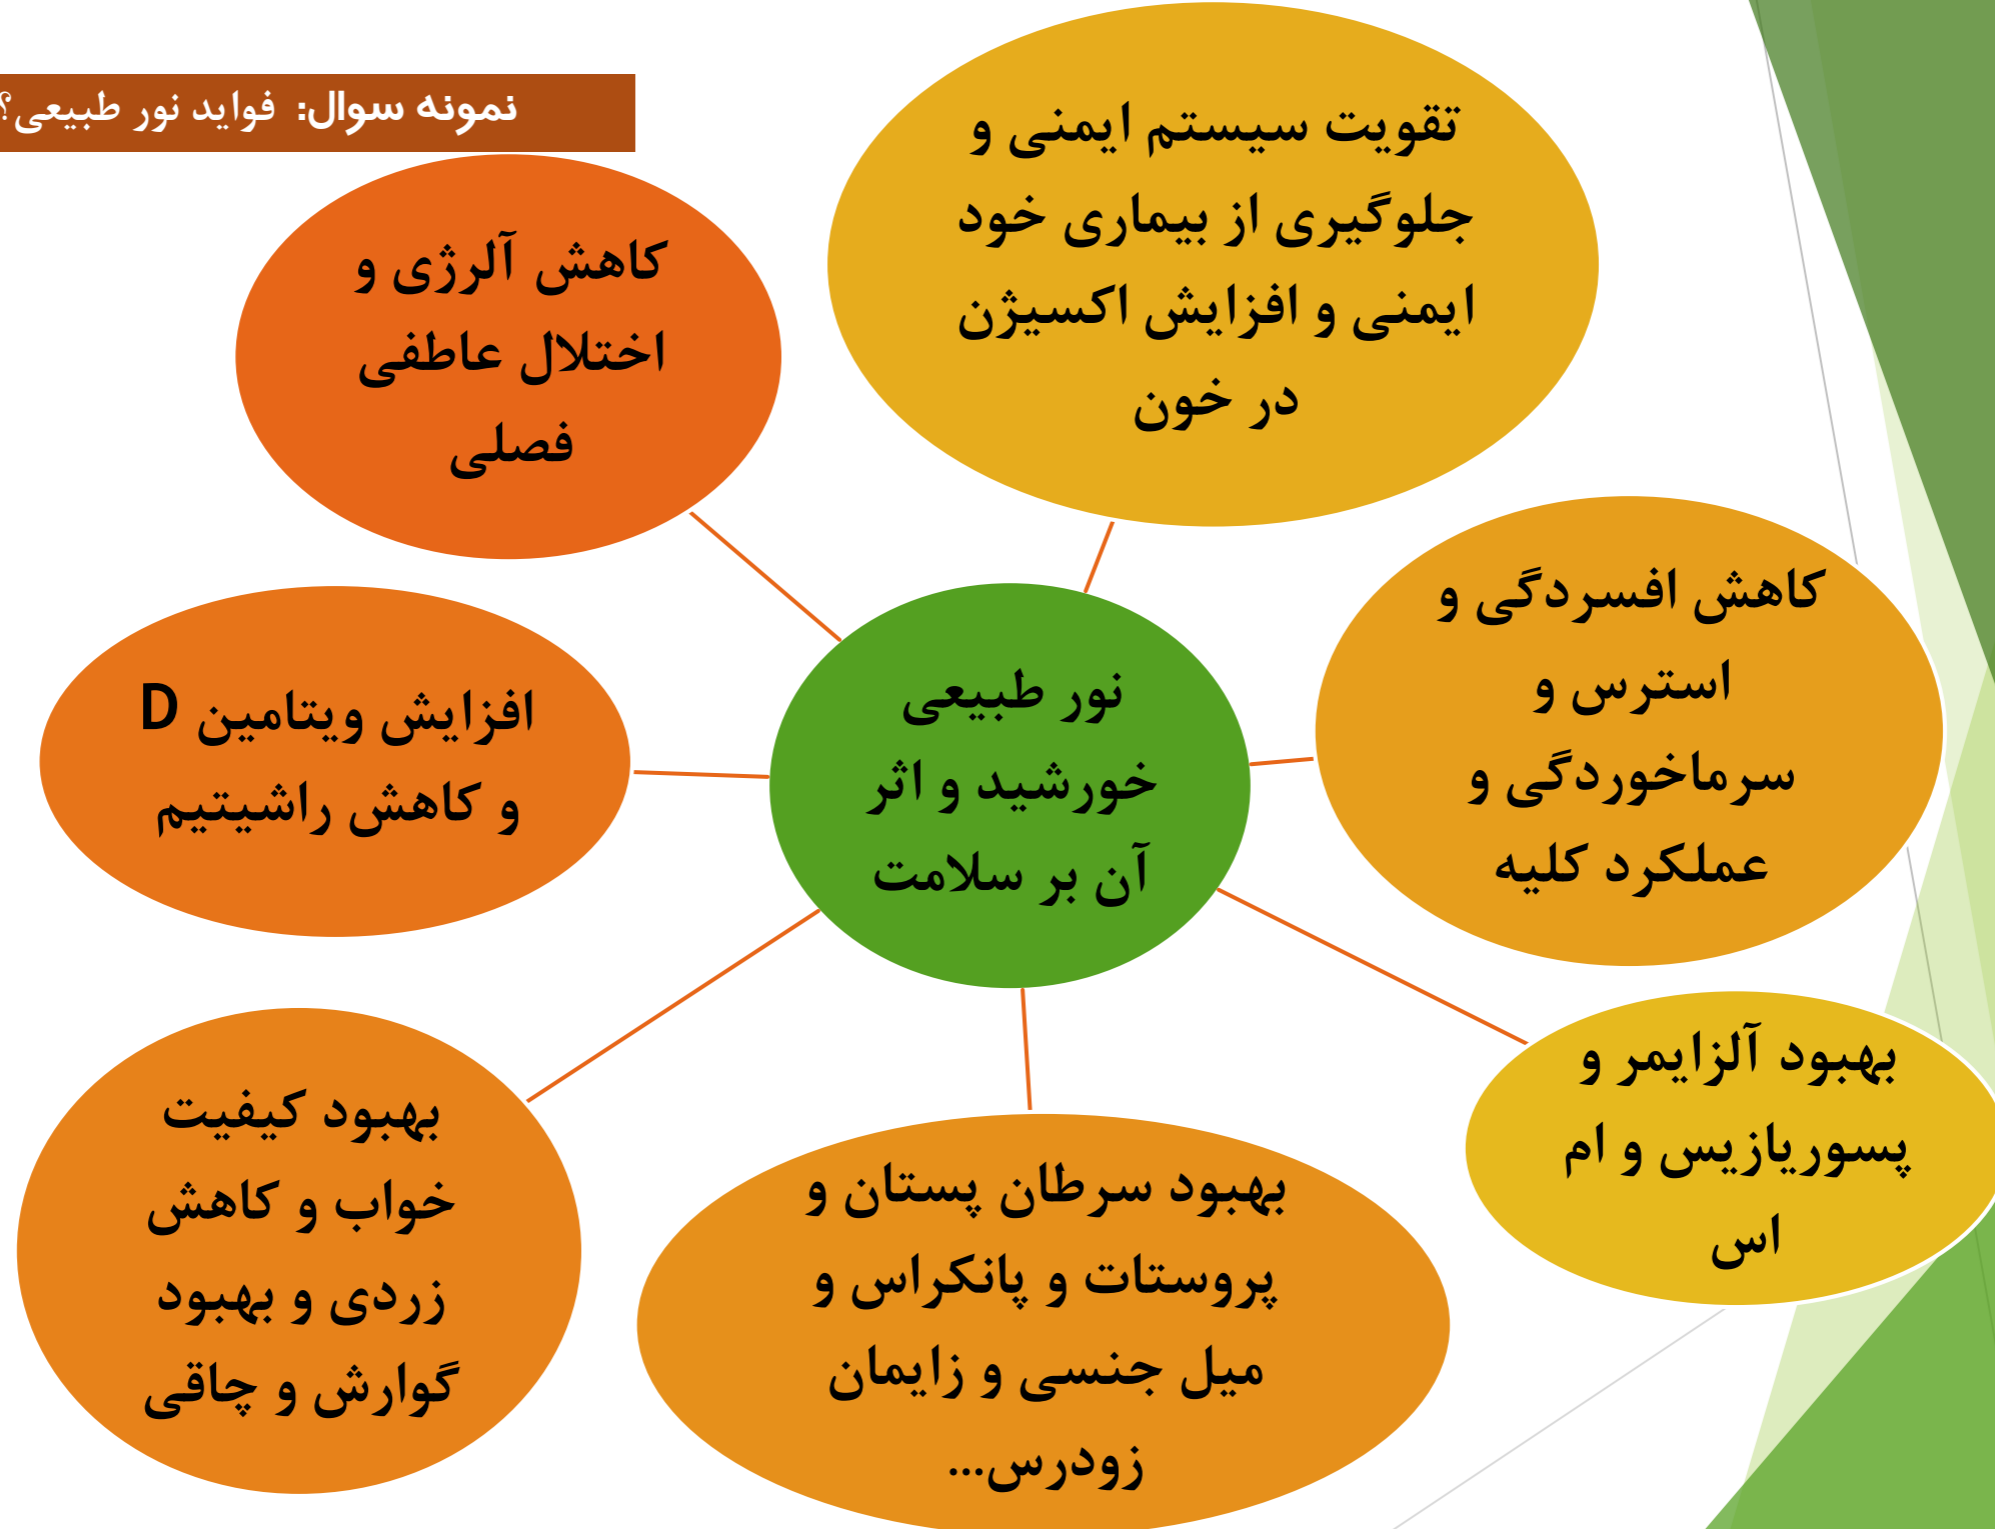 نمونه سوال: فواید نور طبیعی؟
تقویت سیستم ایمنی و
جلوگیری از بیماری خود
ایمنی و افزایش اکسیژن
در خون
کاهش افسردگی و
استرس و
سرماخوردگی و
عملکرد کلیه
بهبود آلزایمر و
پسوریازیس و ام
اس
بهبود سرطان پستان و
پروستات و پانکراس و
میل جنسی و زایمان
زودرس...
بهبود کیفیت
خواب و کاهش
زردی و بهبود
گوارش و چاقی
افزایش ویتامین D
و کاهش راشیتیم
کاهش آلرژی و
اختلال عاطفی
فصلی
نور طبیعی
خورشید و اثر
آن بر سلامت